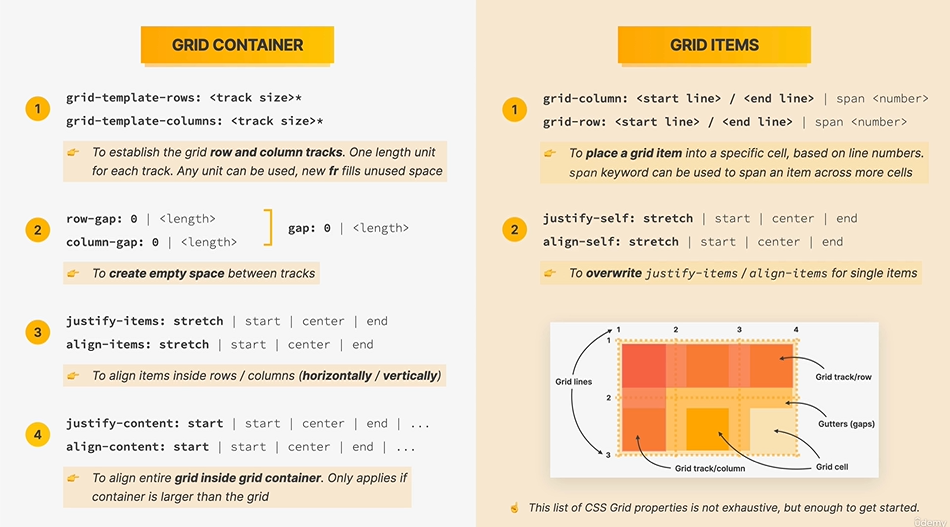 GRID CONTAINER
1
grid-template-rows: <track size>*
grid-template-columns: <track size>*
To establish the grid row and column tracks. One length unit
for each track. Any unit can be used, new fr fills unused space
2
row-gap: 0 | <length>
column-gap: 0 | <length>
gap: 0 | <length>
To create empty space between tracks
3
justify-items: stretch | start | center | end
align-items: stretch | start | center | end
To align items inside rows / columns (horizontally / vertically)
4
justify-content: start | start | center | end | ...
align-content: start | start | center | end | ...
To align entire grid inside grid container. Only applies if
container is larger than the grid
GRID ITEMS
1
grid-column: <start line> / <end line> | span <number>
grid-row: <start line> / <end line> | span <number>
To place a grid item into a specific cell, based on line numbers.
span keyword can be used to span an item across more cells
2
justify-self: stretch | start | center | end
align-self: stretch | start | center | end
To overwrite justify-items / align-items for single items
1 2 3 4
1
Grid track/row
Grid lines
2
Gutters (gaps)
3
Grid track/column
Grid cell
This list of CSS Grid properties is not exhaustive, but enough to get started.
ûdemy